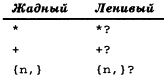 Жадный Ленивый
* *?
+ +?
{n,} {n,}?